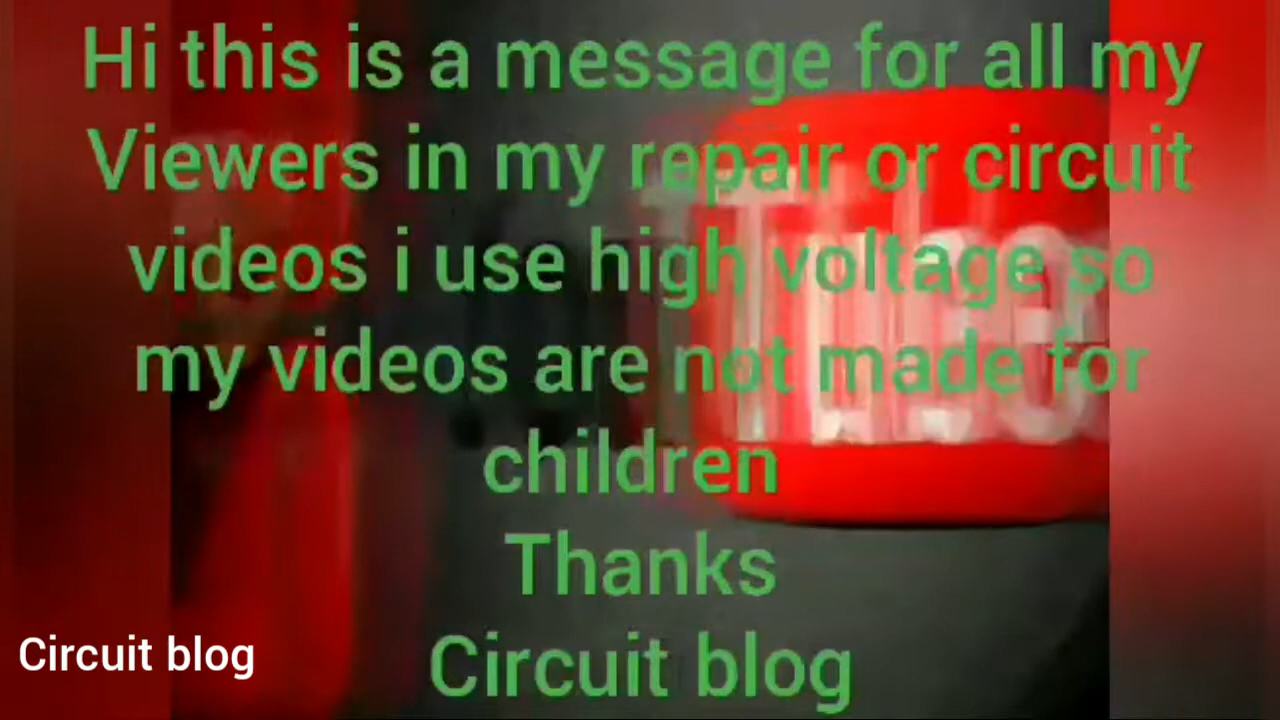 Hi this is a message for all my
Viewers in my repair or circuit
videos i use high voltage so
my videos are not made for
children
Thanks
Circuit blog
Circuit blog